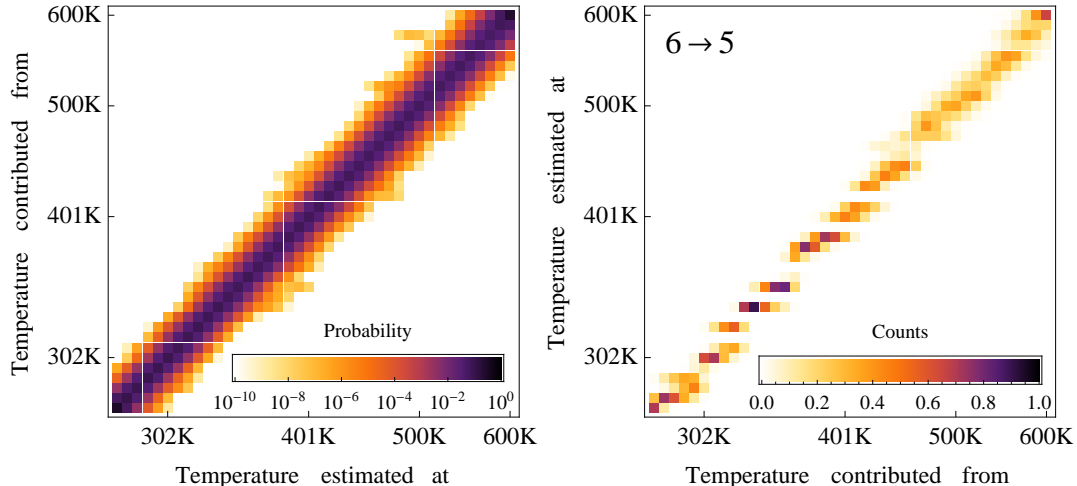 Temperature contributed from
600K
500K
401K
302K
Probability
10−10 10−8 10−6 10−4 10−2 100
302K 401K 500K 600K
Temperature estimated at
Temperature estimated at
6 → 5
600K
500K
401K
302K
Counts
0.0 0.2 0.4 0.6 0.8 1.0
302K 401K 500K 600K
Temperature contributed from